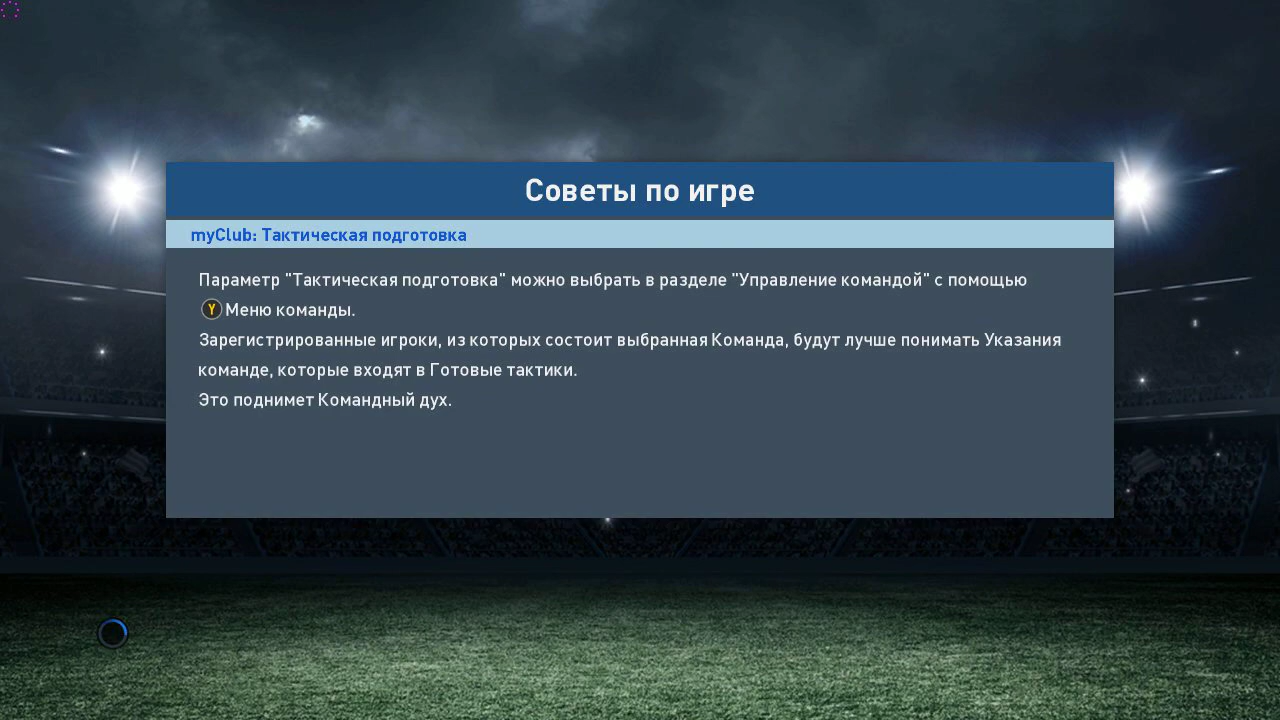 Советы по игре
myClub: Тактическая подготовка
Параметр "Тактическая подготовка" можно выбрать в разделе "Управление командой" с помощью
Y Меню команды.
Зарегистрированные игроки, из которых состоит выбранная Команда, будут лучше понимать Указания
команде, которые входят в Готовые тактики.
Это поднимет Командный дух.